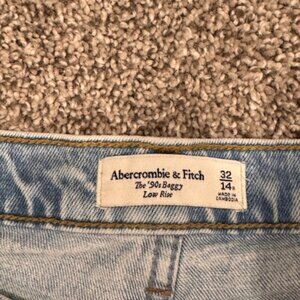 Abercrombie & Fitch
The '90s Baggy
Low Rise
32
14R
MADE IN
CAMBODIA